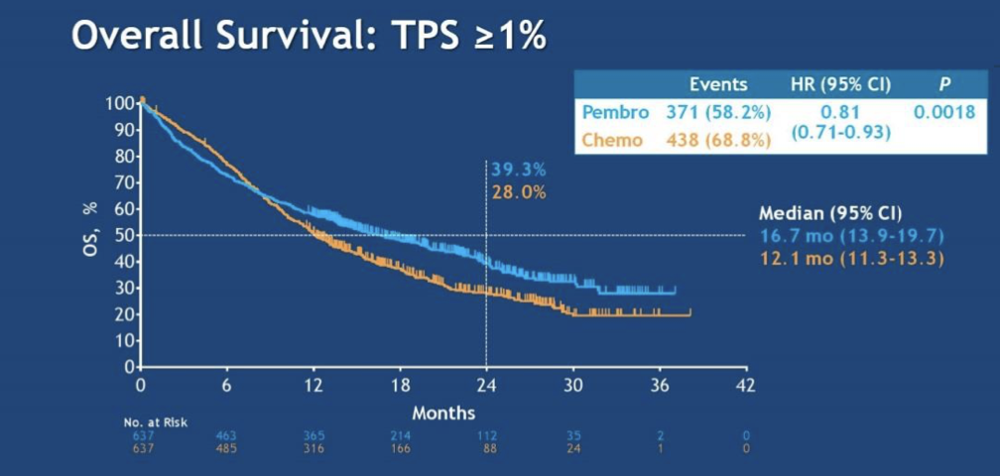 Overall Survival: TPS ≥1%
Events HR (95% CI) P
Pembro 371 (58.2%) 0.81 0.0018
(0.71-0.93)
Chemo 438 (68.8%)
100
90
80
70
60
50
40
30
20
10
0
OS, %
39.3%
28.0%
Median (95% CI)
16.7 mo (13.9-19.7)
12.1 mo (11.3-13.3)
0 6 12 18 24 30 36 42
Months
No. at Risk
637 463 365 214 112 35 2 0
637 485 316 166 88 24 1 0